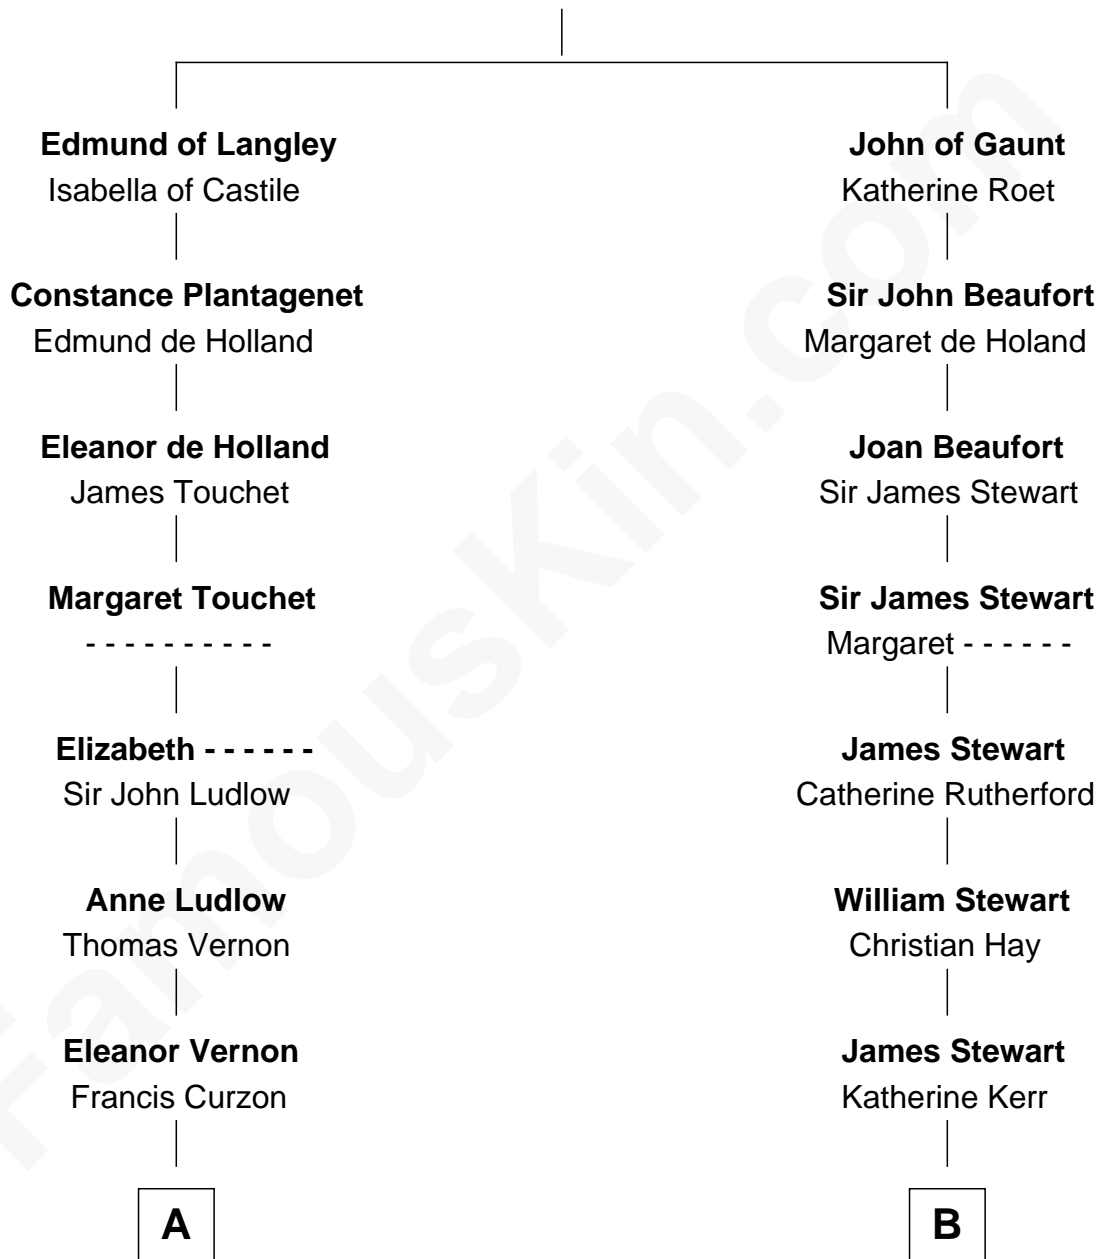 Edmund of Langley
Isabella of Castile
Constance Plantagenet
Edmund de Holland
Eleanor de Holland
James Touchet
Margaret Touchet
- - - - - - - - - -
Elizabeth - - - - - -
Sir John Ludlow
Anne Ludlow
Thomas Vernon
Eleanor Vernon
Francis Curzon
A
John of Gaunt
Katherine Roet
Sir John Beaufort
Margaret de Holand
Joan Beaufort
Sir James Stewart
Sir James Stewart
Margaret - - - - - -
James Stewart
Catherine Rutherford
William Stewart
Christian Hay
James Stewart
Katherine Kerr
B
FamousKin.com